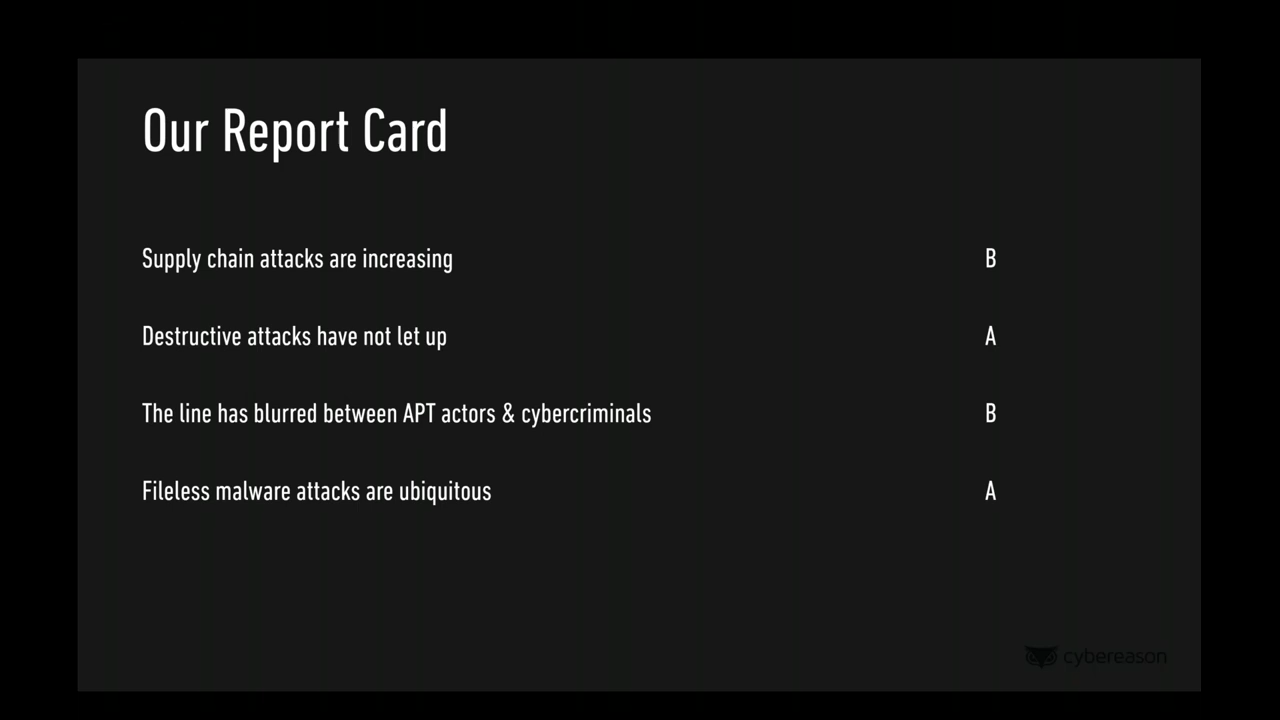 Our Report Card
Supply chain attacks are increasing B
Destructive attacks have not let up A
The line has blurred between APT actors & cybercriminals B
Fileless malware attacks are ubiquitous A
cybereason